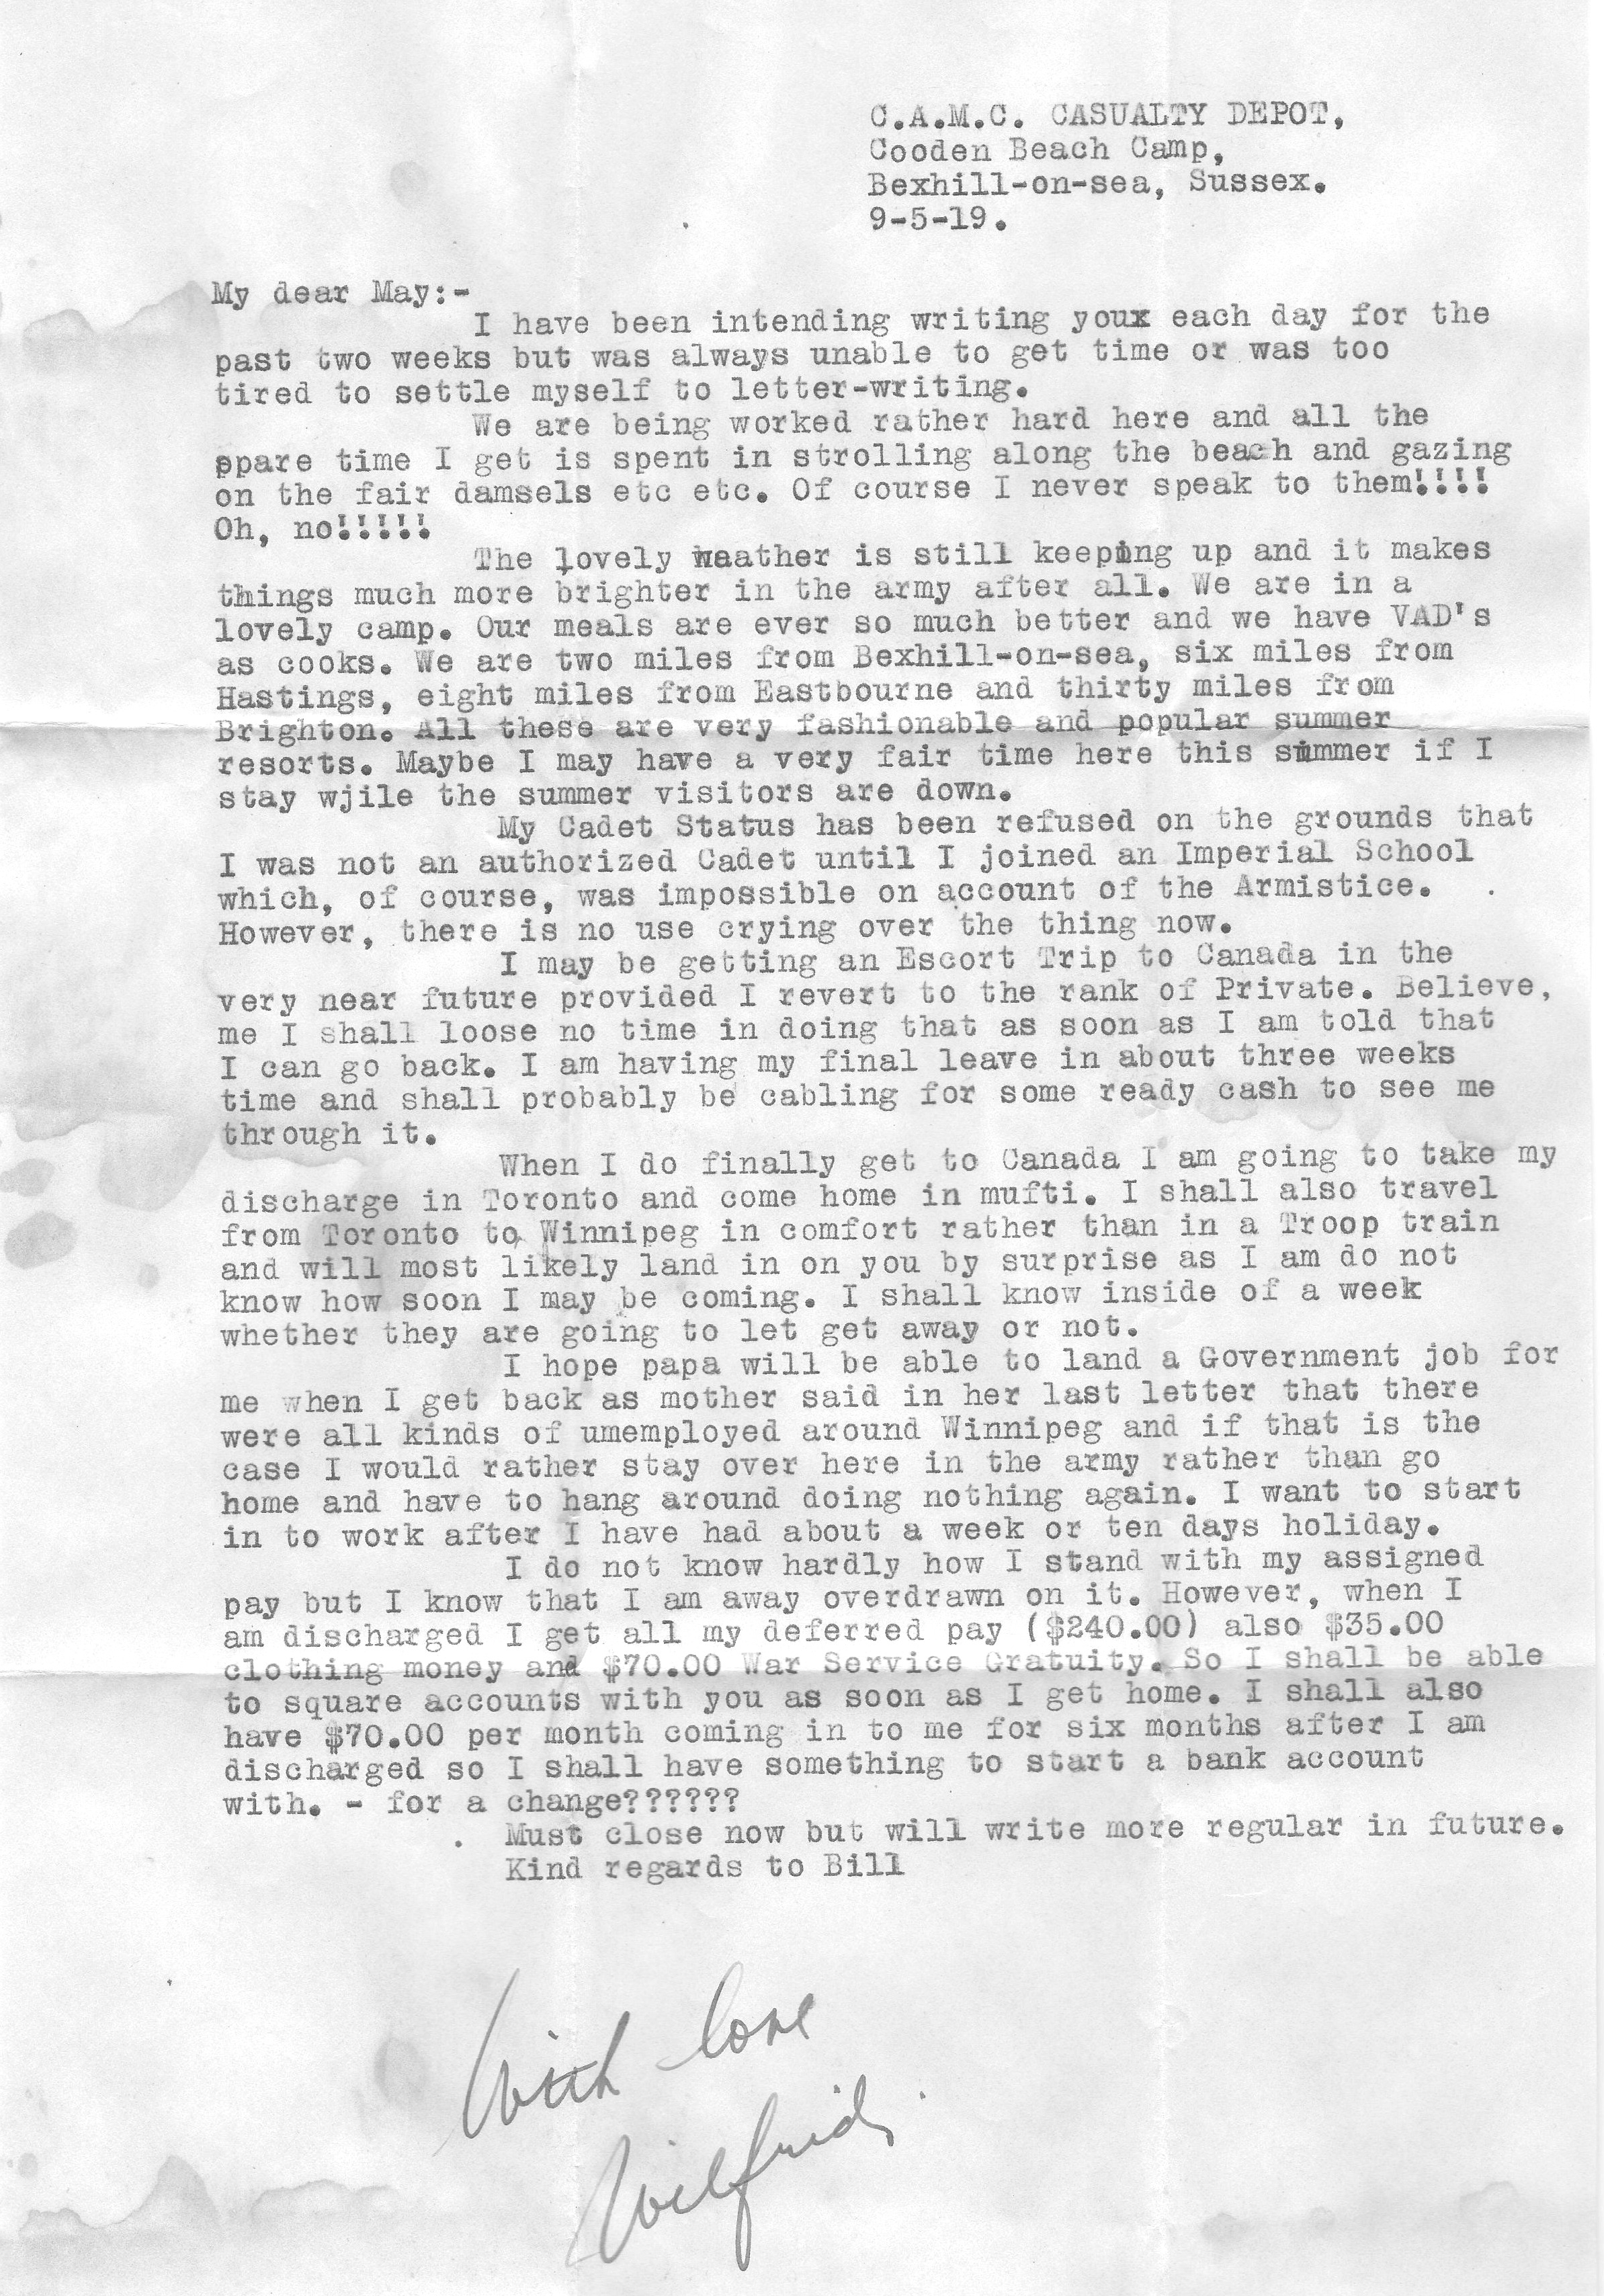 C.A.M.C. CASUALTY DEPOT,
Cooden Beach Camp,
Bexhill-on-sea, Sussex.
9-5-19.
My dear May:-
I have been intending writing youx each day for the
past two weeks but was always unable to get time or was too
tired to settle myself to letter-writing.
We are being worked rather hard here and all the
spare time I get is spent in strolling along the beach and gazing
on the fair damsels etc etc. Of course I never speak to them!!!!
Oh, no!!!!!
The lovely weather is still keeping up and it makes
things much more brighter in the army after all. We are in a
lovely camp. Our meals are ever so much better and we have VAD's
as cooks. We are two miles from Bexhill-on-sea, six miles from
Hastings, eight miles from Eastbourne and thirty miles from
Brighton. All these are very fashionable and popular summer
resorts. Maybe I may have a very fair time here this summer if I
stay wjile the summer visitors are down.
My Cadet Status has been refused on the grounds that
I was not an authorized Cadet until I joined an Imperial School
which, of course, was impossible on account of the Armistice.
However, there is no use crying over the thing now.
I may be getting an Escort Trip to Canada in the
very near future provided I revert to the rank of Private. Believe,
me I shall loose no time in doing that as soon as I am told that
I can go back. I am having my final leave in about three weeks
time and shall probably be cabling for some ready cash to see me
through it.
When I do finally get to Canada I am going to take my
discharge in Toronto and come home in mufti. I shall also travel
from Toronto to Winnipeg in comfort rather than in a Troop train
and will most likely land in on you by surprise as I am do not
know how soon I may be coming. I shall know inside of a week
whether they are going to let get away or not.
I hope papa will be able to land a Government job for
me when I get back as mother said in her last letter that there
were all kinds of umemployed around Winnipeg and if that is the
case I would rather stay over here in the army rather than go
home and have to hang around doing nothing again. I want to start
in to work after I have had about a week or ten days holiday.
I do not know hardly how I stand with my assigned
pay but I know that I am away overdrawn on it. However, when I
am discharged I get all my deferred pay ($240.00) also $35.00
clothing money and $70.00 War Service Gratuity. So I shall be able
to square accounts with you as soon as I get home. I shall also
have $70.00 per month coming in to me for six months after I am
discharged so I shall have something to start a bank account
with. - for a change??????
Must close now but will write more regular in future.
Kind regards to Bill
With love
Wilfrid.